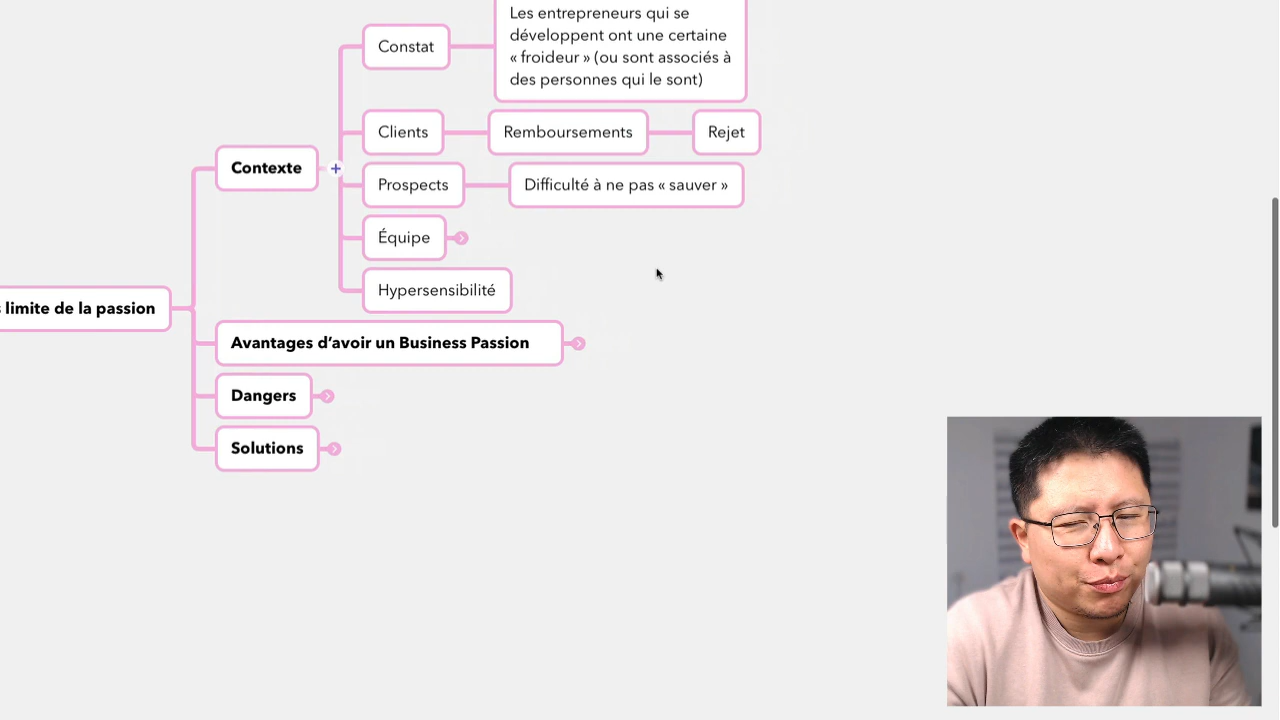 Les entrepreneurs qui se
développent ont une certaine
« froideur » (ou sont associés à
des personnes qui le sont)
Constat
Clients
Remboursements
Rejet
Contexte
Prospects
Difficulté à ne pas « sauver »
Équipe
Hypersensibilité
limite de la passion
Avantages d’avoir un Business Passion
Dangers
Solutions